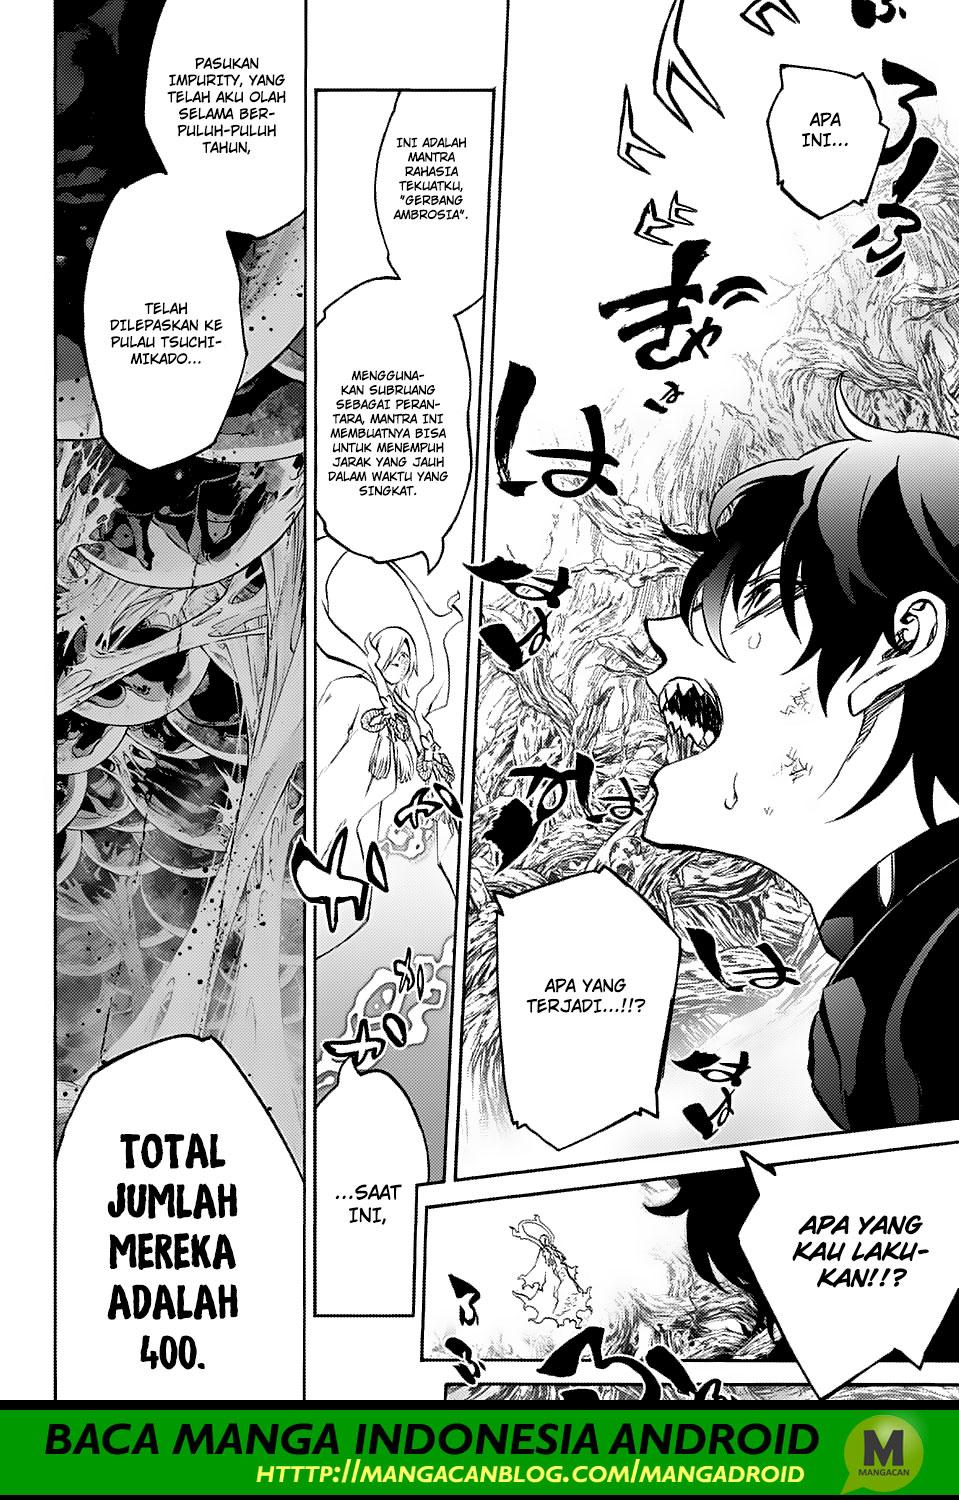 APA
INI...
APA YANG
TERJADI...!!?
APA YANG
KAU LAKU-
KAN!!?
INI ADALAH
MANTRA
RAHASIA
TEKUATKU,
"GERBANG
AMBROSIA".
MENGGUNA-
KAN SUBRUANG
SEBAGAI PERAN-
TARA, MANTRA INI
MEMBUATNYA BISA
UNTUK MENEMPUH
JARAK YANG JAUH
DALAM WAKTU YANG
SINGKAT.
...SAAT
INI,
PASUKAN
IMPURITY, YANG
TELAH AKU OLAH
SELAMA BER-
PULUH-PULUH
TAHUN,
TELAH
DILEPASKAN KE
PULAU TSUCHI-
MIKADO...
TOTAL
JUMLAH
MEREKA
ADALAH
400.
BACA MANGA INDONESIA ANDROID
HTTTP://MANGACANBLOG.COM/MANGADROID
M
MANGACAN